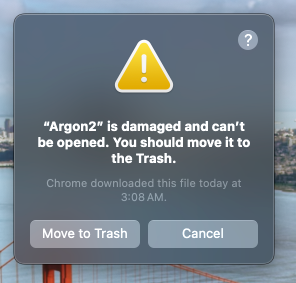 ?
“Argon2” is damaged and can’t
be opened. You should move it to
the Trash.
Chrome downloaded this file today at
3:08 AM.
Move to Trash
Cancel